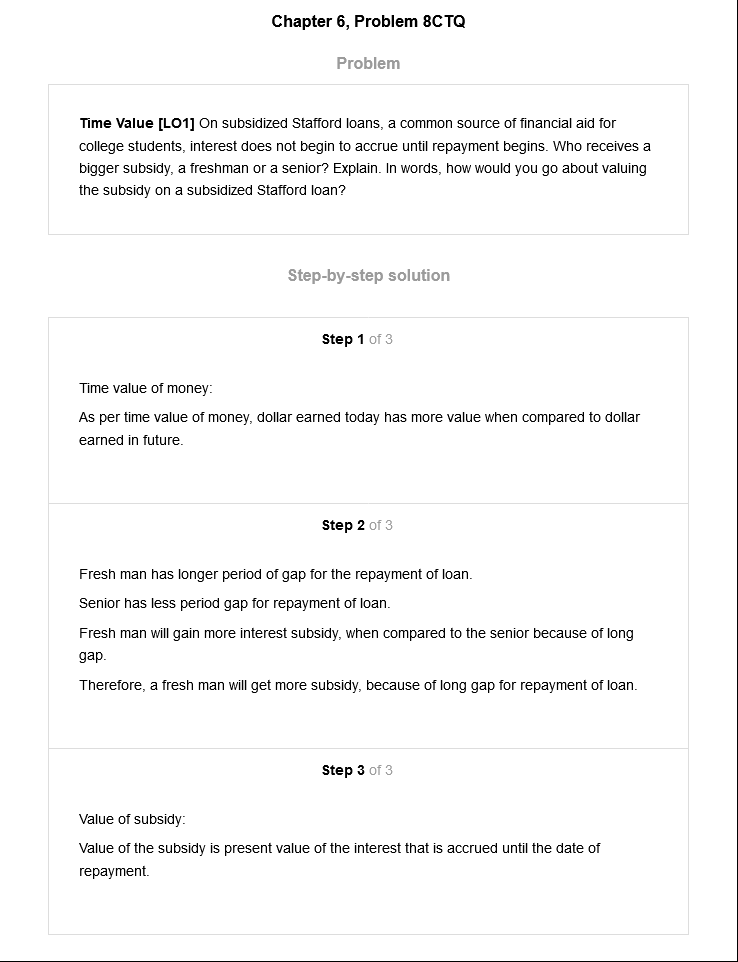 Chapter 6, Problem 8CTQ
Problem
Time Value [LO1] On subsidized Stafford loans, a common source of financial aid for
college students, interest does not begin to accrue until repayment begins. Who receives a
bigger subsidy, a freshman or a senior? Explain. In words, how would you go about valuing
the subsidy on a subsidized Stafford loan?
Step-by-step solution
Step 1 of 3
Time value of money:
As per time value of money, dollar earned today has more value when compared to dollar
earned in future.
Step 2 of 3
Fresh man has longer period of gap for the repayment of loan.
Senior has less period gap for repayment of loan.
Fresh man will gain more interest subsidy, when compared to the senior because of long
gap.
Therefore, a fresh man will get more subsidy, because of long gap for repayment of loan.
Step 3 of 3
Value of subsidy:
Value of the subsidy is present value of the interest that is accrued until the date of
repayment.